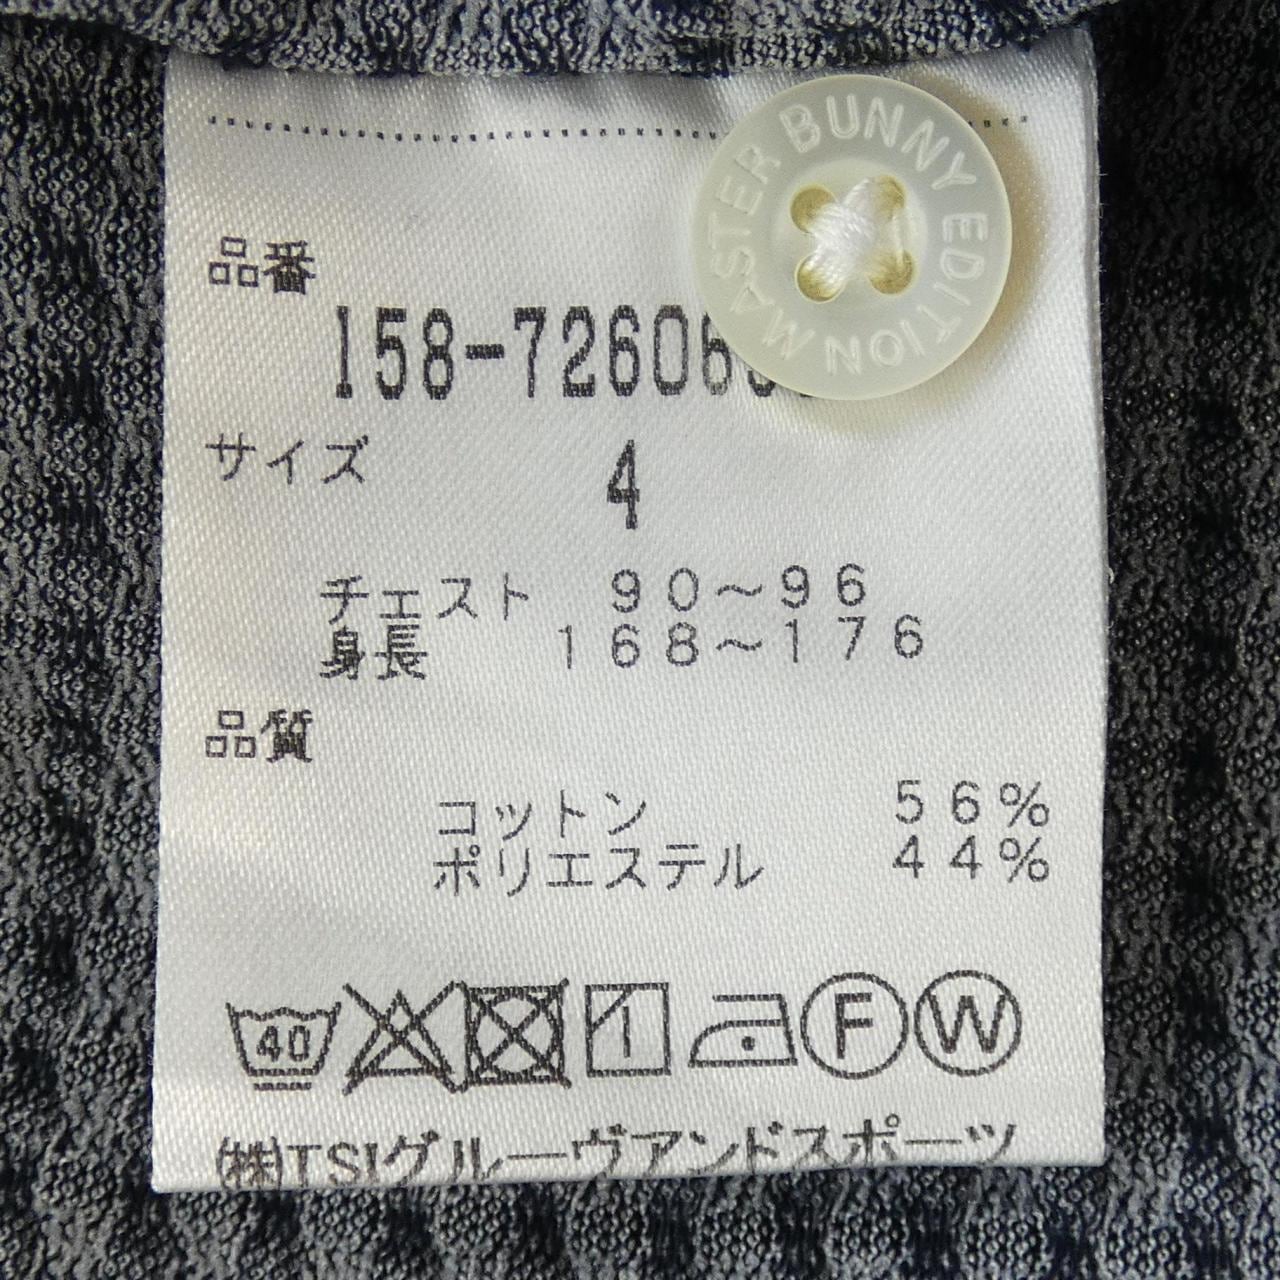 MASTER BUNNY EDITION
品番
158-72606
サイズ 4
チェスト 90~96
身長 168~176
品質
コットン 56%
ポリエステル 44%
40 1 F W
(株)TSIグルーヴアンドスポーツ